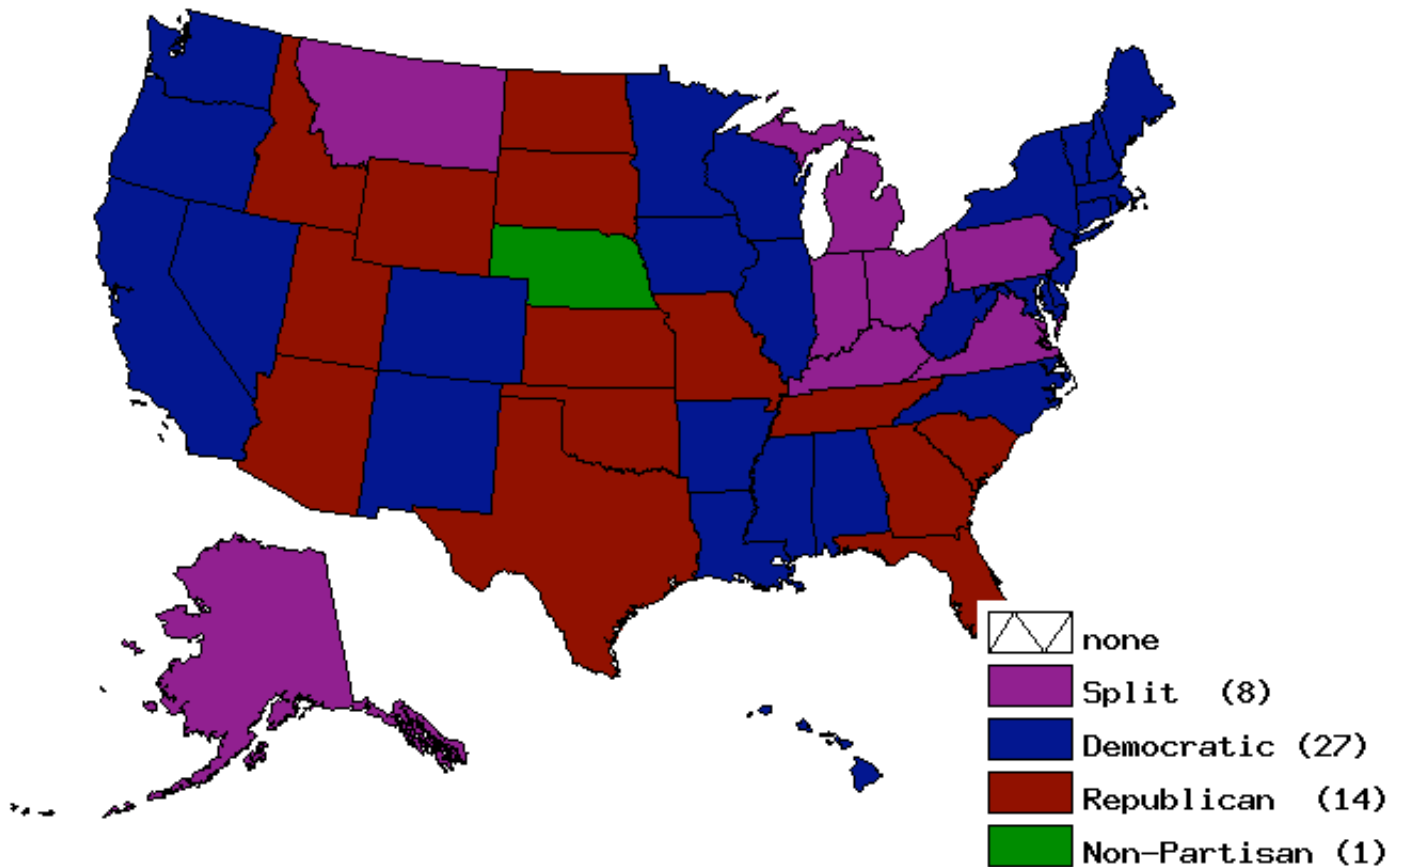 none
Split (8)
Democratic (27)
Republican (14)
Non-Partisan (1)